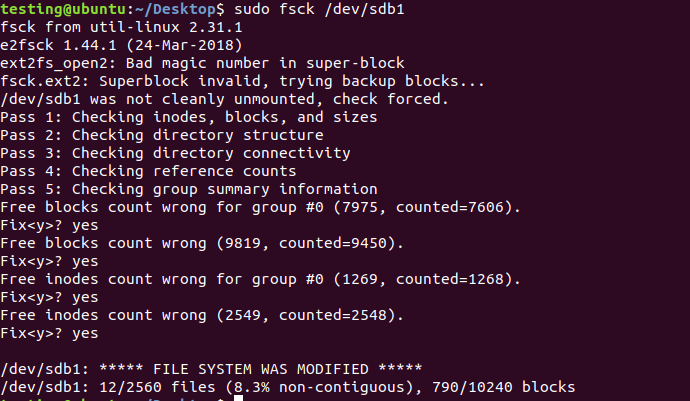 testing@ubuntu:~/Desktop$ sudo fsck /dev/sdb1
fsck from util-linux 2.31.1
e2fsck 1.44.1 (24-Mar-2018)
ext2fs_open2: Bad magic number in super-block
fsck.ext2: Superblock invalid, trying backup blocks...
/dev/sdb1 was not cleanly unmounted, check forced.
Pass 1: Checking inodes, blocks, and sizes
Pass 2: Checking directory structure
Pass 3: Checking directory connectivity
Pass 4: Checking reference counts
Pass 5: Checking group summary information
Free blocks count wrong for group #0 (7975, counted=7606).
Fix<y>? yes
Free blocks count wrong (9819, counted=9450).
Fix<y>? yes
Free inodes count wrong for group #0 (1269, counted=1268).
Fix<y>? yes
Free inodes count wrong (2549, counted=2548).
Fix<y>? yes
/dev/sdb1: ***** FILE SYSTEM WAS MODIFIED *****
/dev/sdb1: 12/2560 files (8.3% non-contiguous), 790/10240 blocks
testing@ubuntu:~/Desktop$